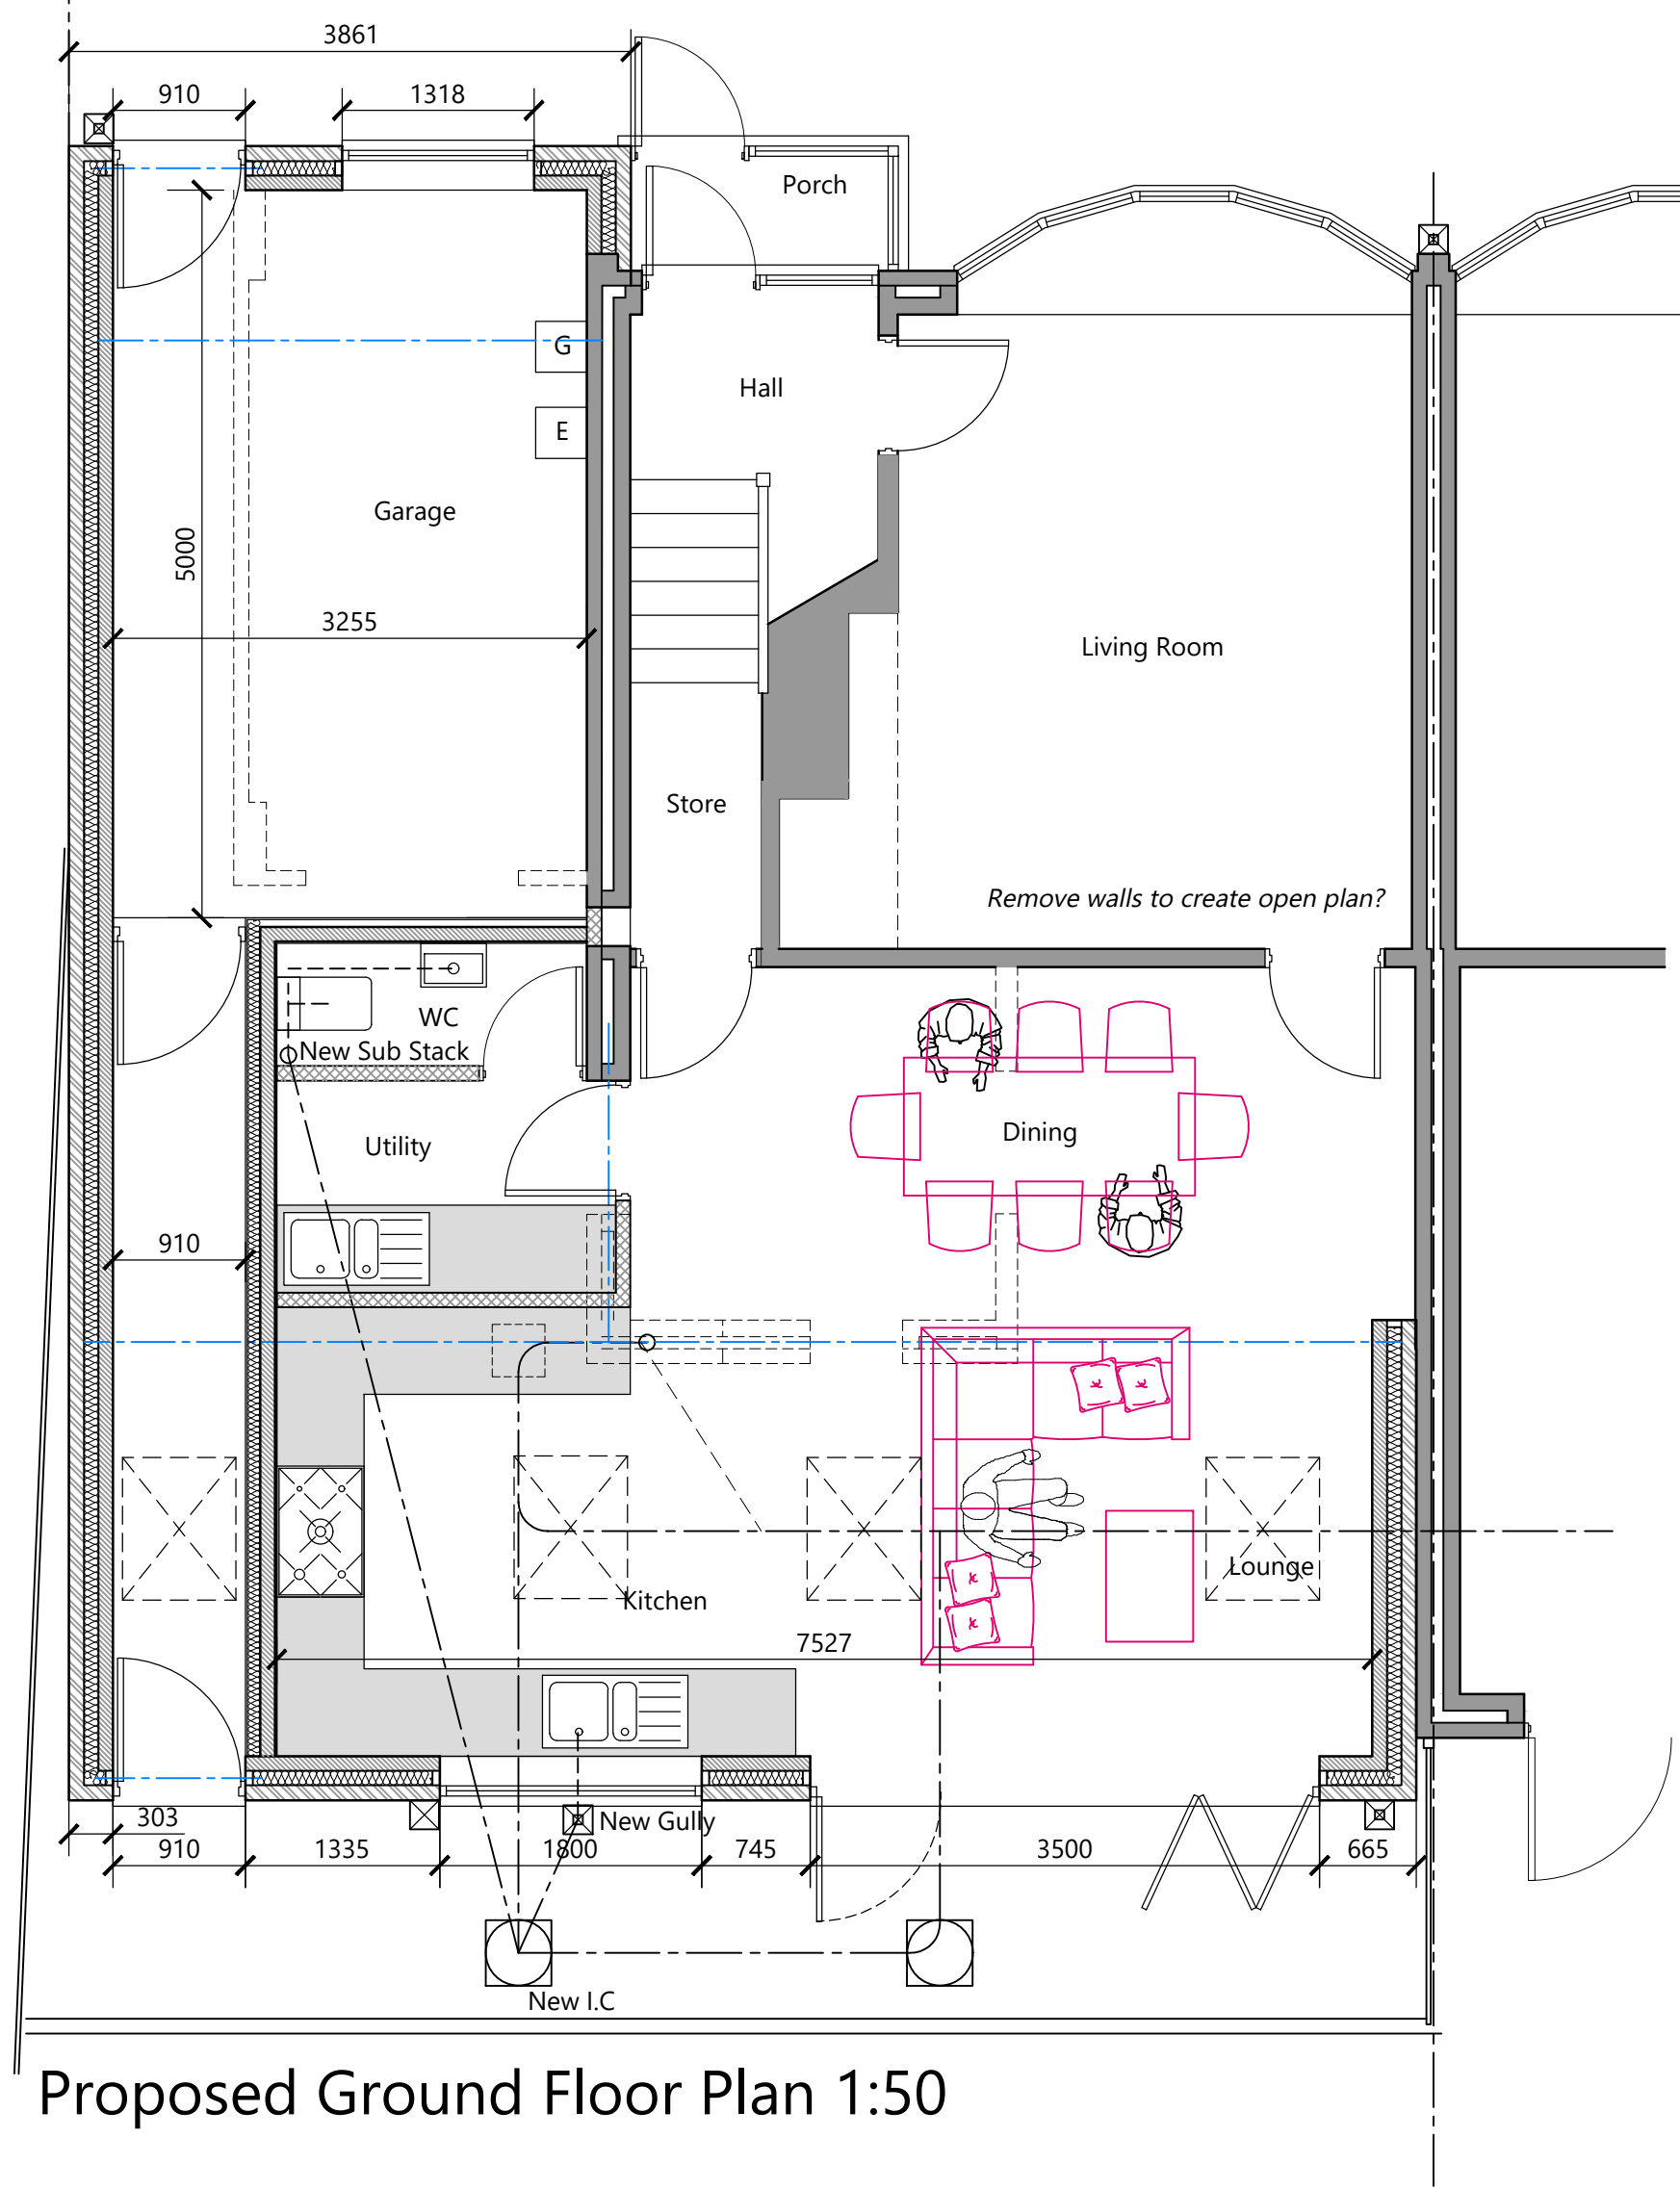 3861
910
1318
Porch
G
Hall
E
Garage
5000
3255
Living Room
Store
Remove walls to create open plan?
WC
New Sub Stack
Dining
Utility
910
Lounge
Kitchen
7527
303
New Gully
910
1335
1800
745
3500
665
New I.C
Proposed Ground Floor Plan 1:50